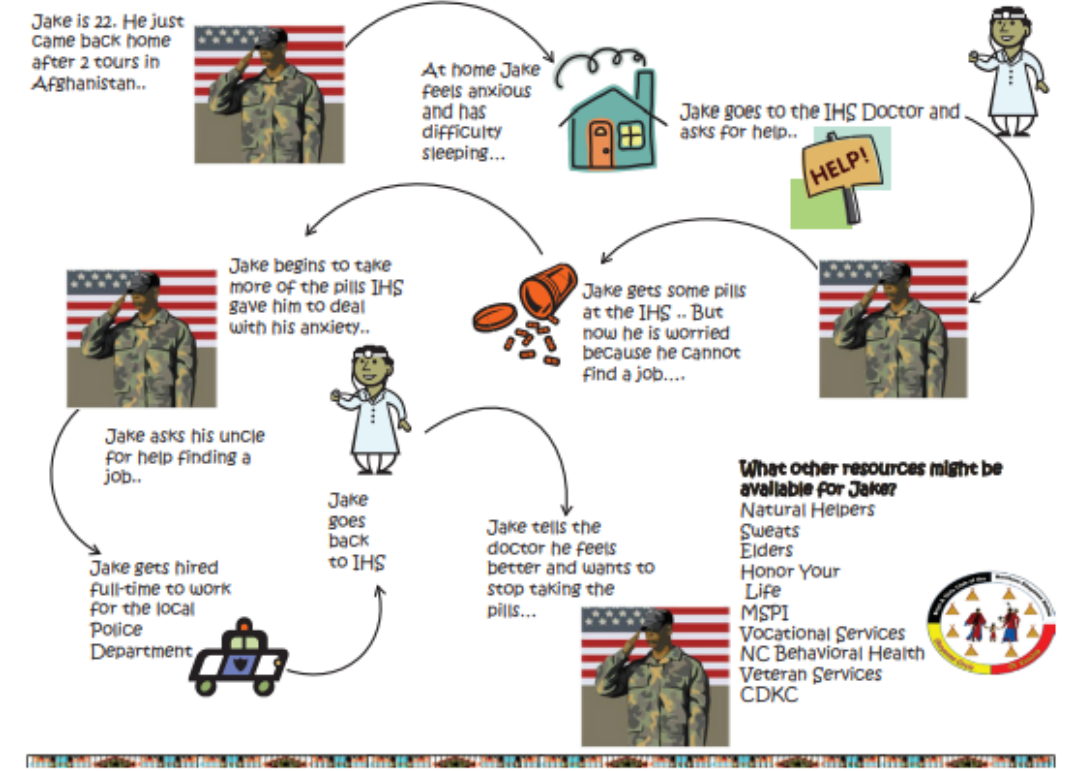 Jake is 22. He just
came back home
after 2 tours in
Afghanistan..
At home Jake
feels anxious
and has
difficulty
sleeping...
Jake goes to the IHS Doctor and
asks for help..
HELP!
Jake gets some pills
at the IHS .. But
now he is worried
because he cannot
find a job....
Jake begins to take
more of the pills IHS
gave him to deal
with his anxiety..
Jake asks his uncle
for help finding a
job..
Jake gets hired
full-time to work
for the local
Police
Department
Jake
goes
back
to IHS
Jake tells the
doctor he feels
better and wants to
stop taking the
pills...
What other resources might be
available for Jake?
Natural Helpers
Sweats
Elders
Honor Your
Life
MSPI
Vocational Services
NC Behavioral Health
Veteran Services
CDKC